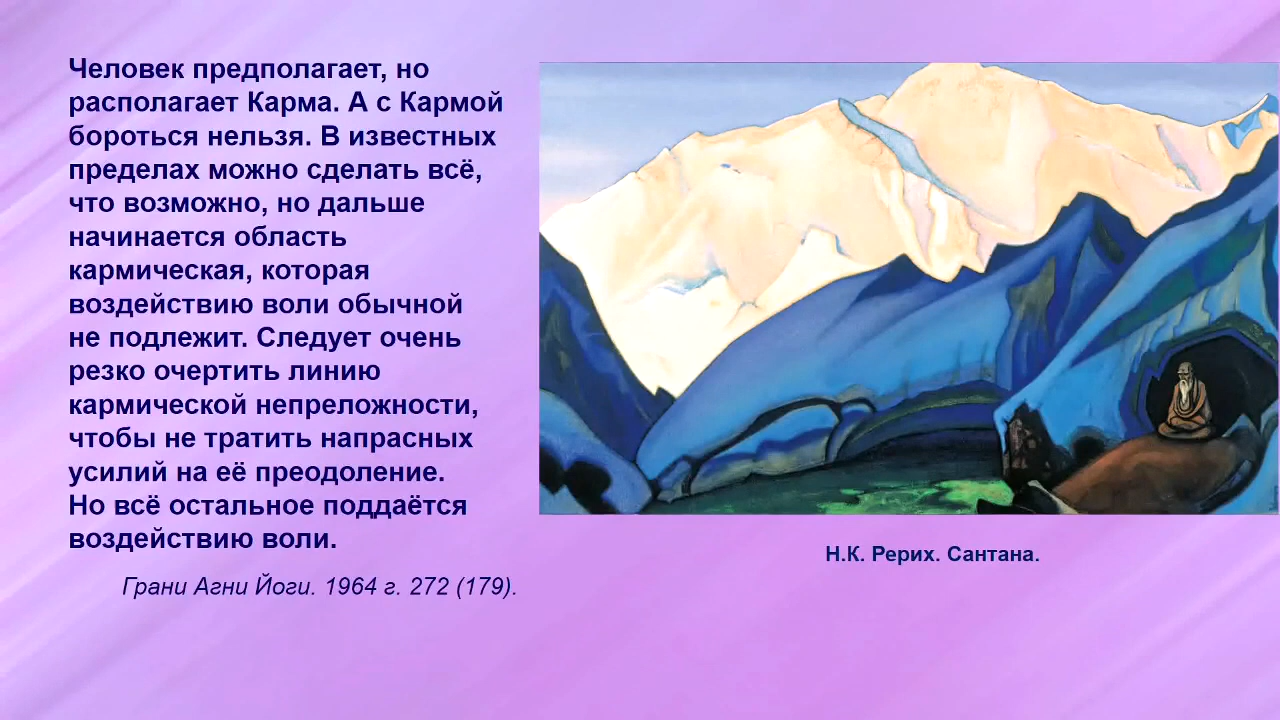 Человек предполагает, но
располагает Карма. А с Кармой
бороться нельзя. В известных
пределах можно сделать всё,
что возможно, но дальше
начинается область
кармическая, которая
воздействию воли обычной
не подлежит. Следует очень
резко очертить линию
кармической непреложности,
чтобы не тратить напрасных
усилий на её преодоление.
Но всё остальное поддаётся
воздействию воли.
Грани Агни Йоги. 1964 г. 272 (179).
Н.К. Рерих. Сантана.